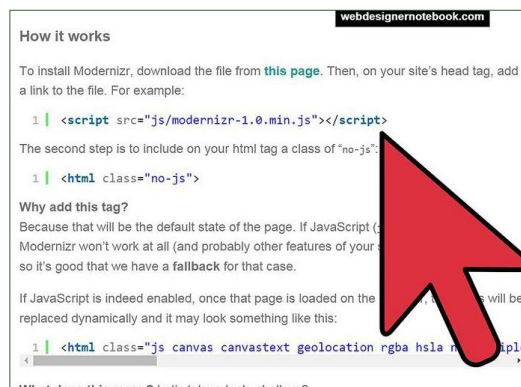 webdesignernotebook.com
How it works
To install Modernizr, download the file from this page. Then, on your site's head tag, add
a link to the file. For example:
1 <script src="js/modernizr-1.0.min.js"></script>
The second step is to include on your html tag a class of "no-js":
1 <html class="no-js">
Why add this tag?
Because that will be the default state of the page. If JavaScript (
Modernizr won't work at all (and probably other features of your
so it's good that we have a fallback for that case.
If JavaScript is indeed enabled, once that page is loaded on the will be
replaced dynamically and it may look something like this:
1 <html class="js canvas canvastext geolocation rgba hsla